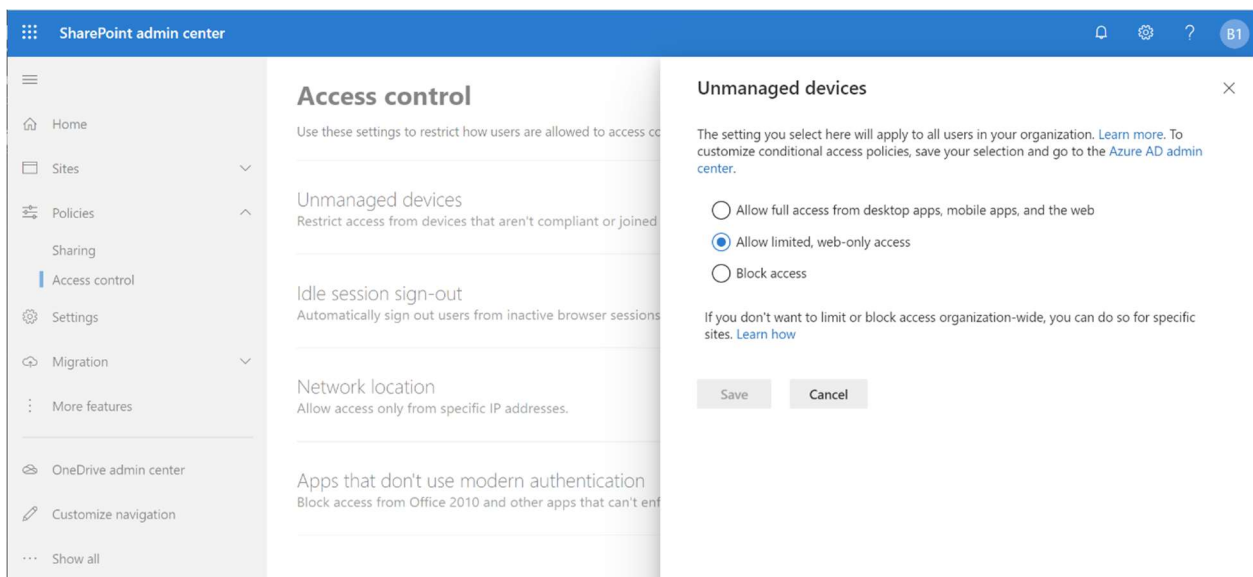 SharePoint admin center
B1
Home
Sites
Policies
Sharing
Access control
Settings
Migration
More features
OneDrive admin center
Customize navigation
Show all
Access control
Use these settings to restrict how users are allowed to access
Unmanaged devices
Restrict access from devices that aren't compliant or joined
Idle session sign-out
Automatically sign out users from inactive browser sessions
Network location
Allow access only from specific IP addresses.
Apps that don't use modern authentication
Block access from Office 2010 and other apps that can't
Unmanaged devices
The setting you select here will apply to all users in your organization. Learn more. To
customize conditional access policies, save your selection and go to the Azure AD admin
center.
Allow full access from desktop apps, mobile apps, and the web
Allow limited, web-only access
Block access
If you don't want to limit or block access organization-wide, you can do so for specific
sites. Learn how
Save
Cancel